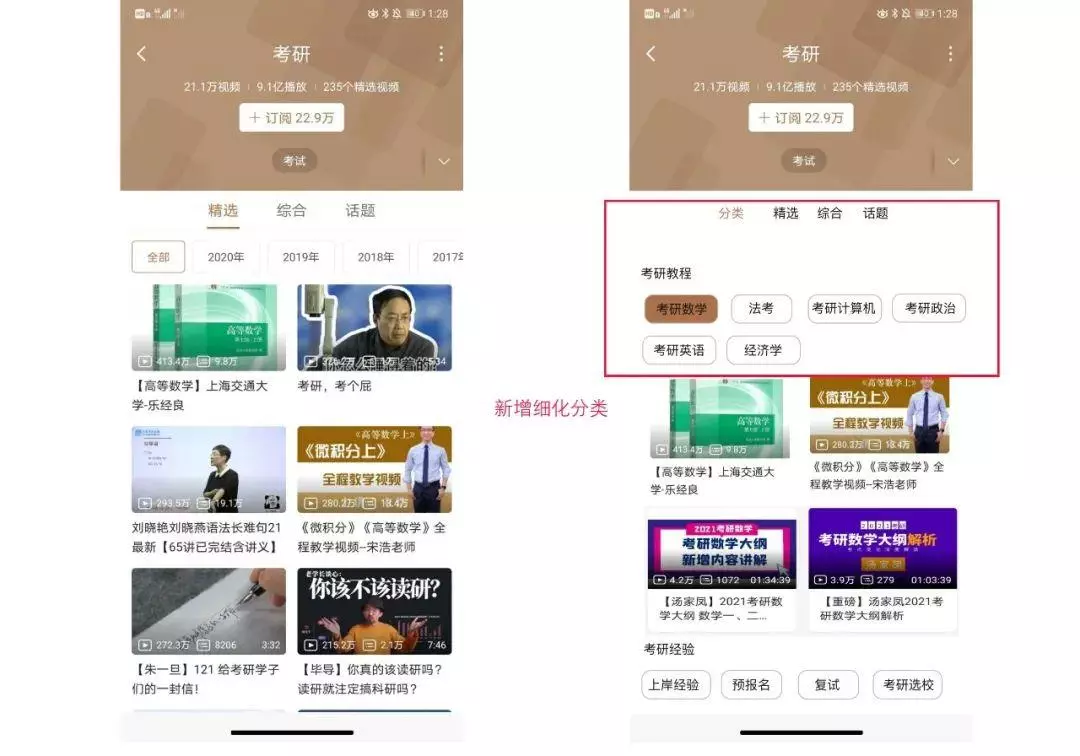 1:28
考研
21.1万视频 9.1亿播放 235个精选视频
+ 订阅 22.9万
考试
精选 综合 话题
全部 2020年 2019年 2018年 2017年
高等数学
413.4万 9.8万
5:34
【高等数学】上海交通大
学-乐经良
考研，考个屁
293.5万 19.1万
《高等数学上》
《微积分上》
全程教学视频
280.2万 18.4万
刘晓艳刘晓燕语法长难句21
最新【65讲已完结含讲义】
《微积分》《高等数学》全
程教学视频--宋浩老师
272.3万 8206 3:32
老学长谈心：
你该不该读研？
215.2万 2.1万 7:46
【朱一旦】121 给考研学子
们的一封信！
【毕导】你真的该读研吗？
读研就注定搞科研吗？
新增细化分类
1:28
考研
21.1万视频 9.1亿播放 235个精选视频
+ 订阅 22.9万
考试
分类 精选 综合 话题
考研教程
考研数学 法考 考研计算机 考研政治
考研英语 经济学
高等数学
413.4万 9.8万
《高等数学上》
《微积分上》
全程教学视频
280.2万 18.4万
【高等数学】上海交通大
学-乐经良
《微积分》《高等数学》全
程教学视频--宋浩老师
2021考研数学
考研数学大纲
新增内容讲解
4.2万 1072 01:34:39
2021考研
考研数学大纲解析
汤家凤
3.9万 279 01:03:39
【汤家凤】2021考研数
学大纲 数学一、二...
【重磅】汤家凤2021考
研数学大纲解析
考研经验
上岸经验 预报名 复试 考研选校